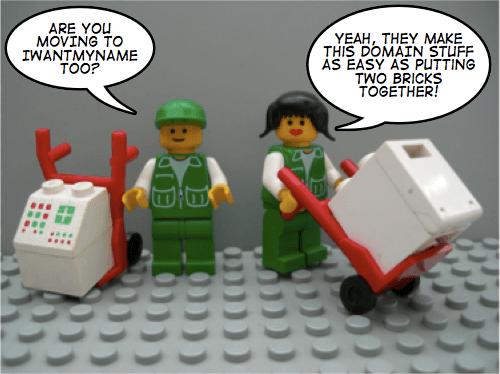 ARE YOU
MOVING TO
IWANTMYNAME
TOO?
YEAH, THEY MAKE
THIS DOMAIN STUFF
AS EASY AS PUTTING
TWO BRICKS
TOGETHER!